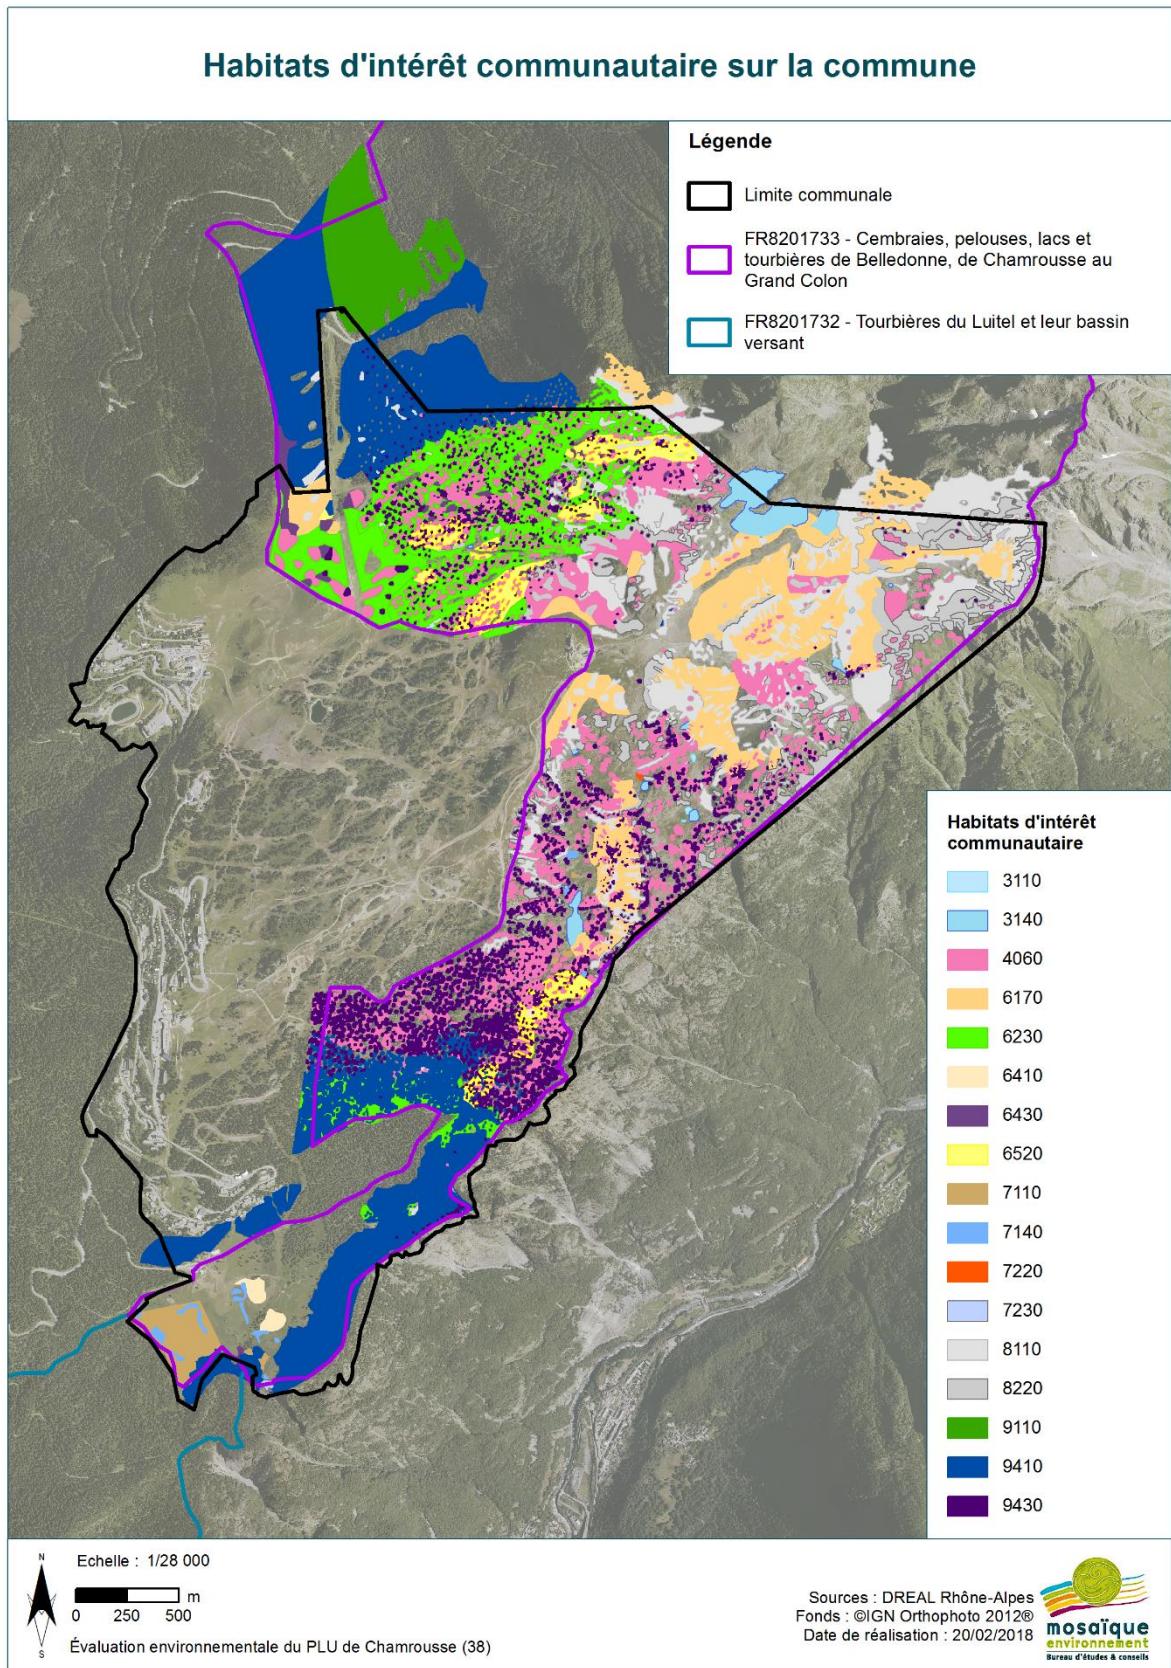 Habitats d'intérêt communautaire sur la commune
Légende
Limite communale
FR8201733 - Cembraies, pelouses, lacs et
tourbières de Belledonne, de Chamrousse au
Grand Colon
FR8201732 - Tourbières du Luitel et leur bassin
versant
Habitats d'intérêt
communautaire
3110
3140
4060
6170
6230
6410
6430
6520
7110
7140
7220
7230
8110
8220
9110
9410
9430
N
S
Echelle : 1/28 000
m
0 250 500
Évaluation environnementale du PLU de Chamrousse (38)
Sources : DREAL Rhône-Alpes
Fonds : ©IGN Orthophoto 2012®
Date de réalisation : 20/02/2018
mosaïque
environnement
Bureau d'études & conseils